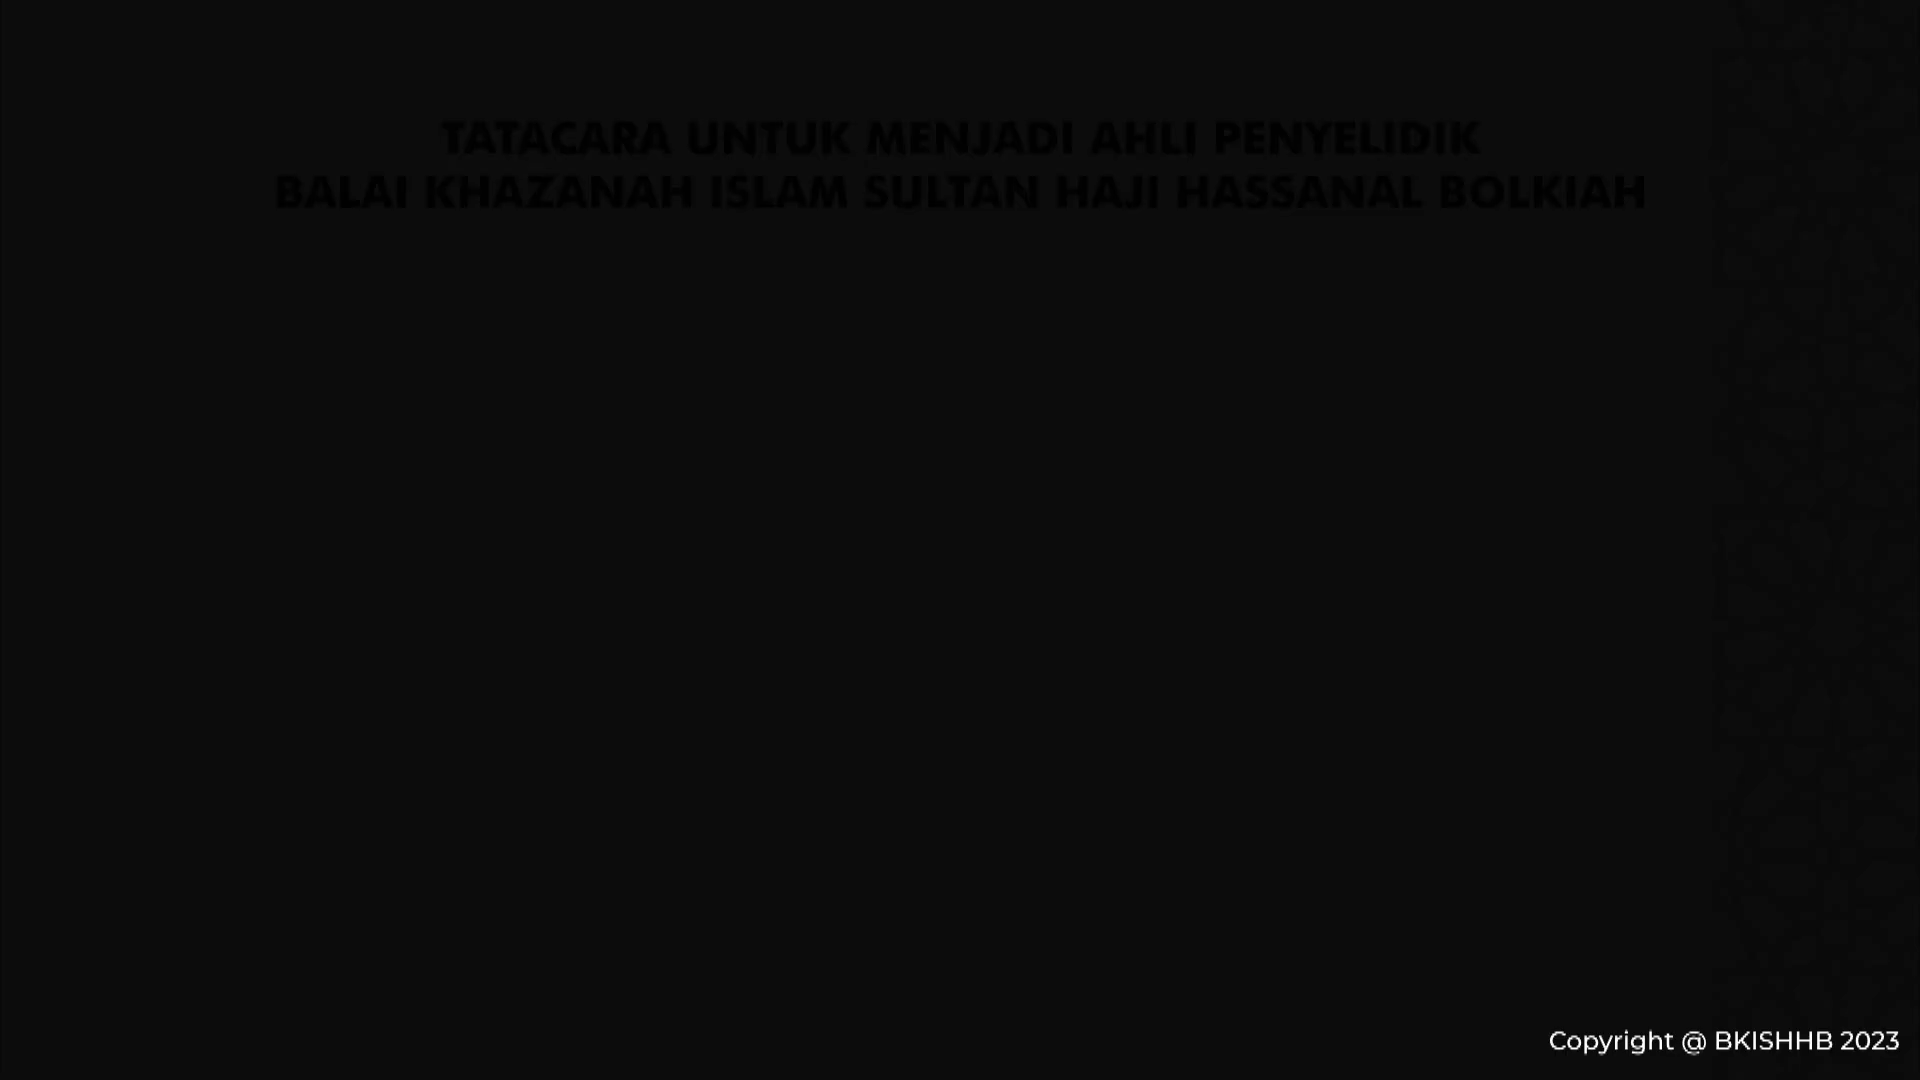 TATACARA UNTUK MENJADI AHLI PENYELIDIK
BALAI KHAZANAH ISLAM SULTAN HAJI HASSANAL BOLKIAH
Copyright @ BKISHHB 2023